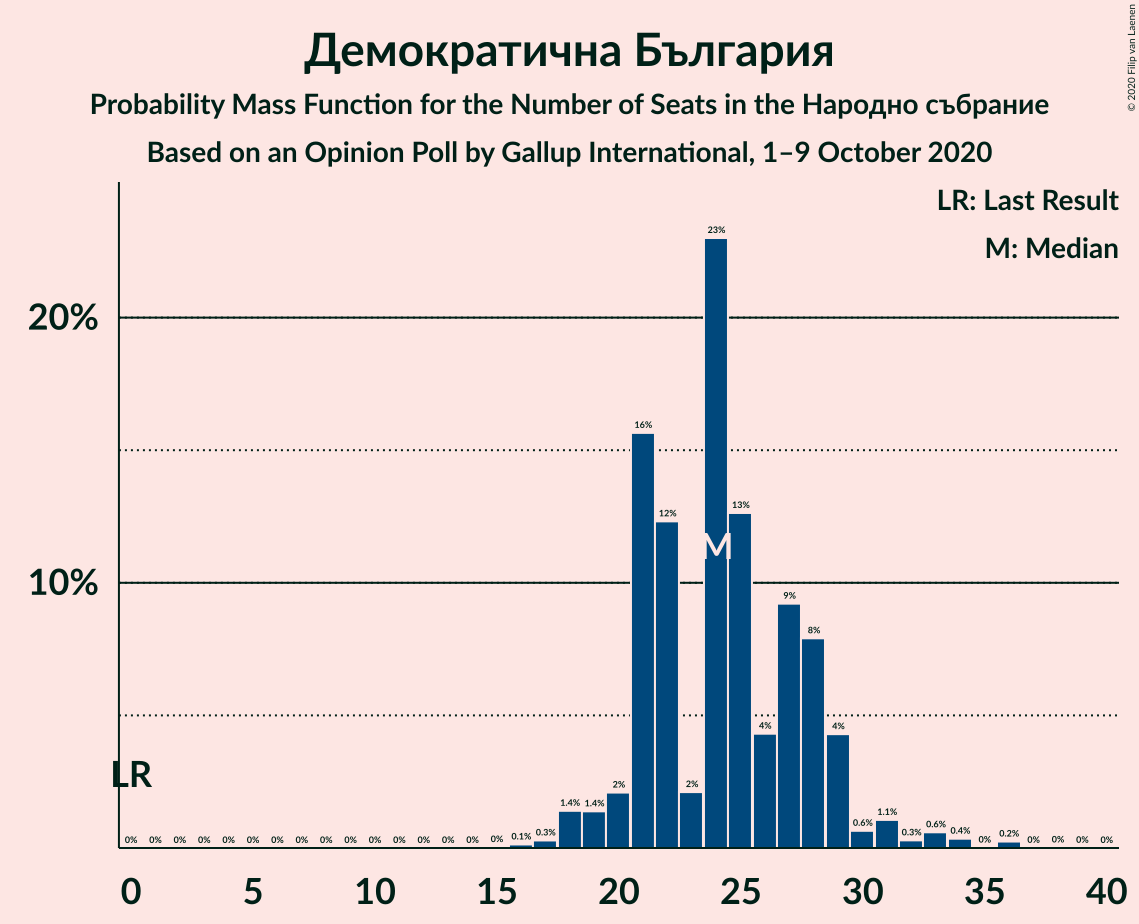 Демократична България
Probability Mass Function for the Number of Seats in the Народно събрание
Based on an Opinion Poll by Gallup International, 1–9 October 2020
© 2020 Filip van Laenen
LR: Last Result
M: Median
20%
10%
LR
M
0% 0% 0% 0% 0% 0% 0% 0% 0% 0% 0% 0% 0% 0% 0% 0% 0.1% 0.3% 1.4% 1.4% 2% 16% 12% 2% 23% 13% 4% 9% 8% 4% 0.6% 1.1% 0.3% 0.6% 0.4% 0% 0.2% 0% 0% 0% 0%
0 5 10 15 20 25 30 35 40